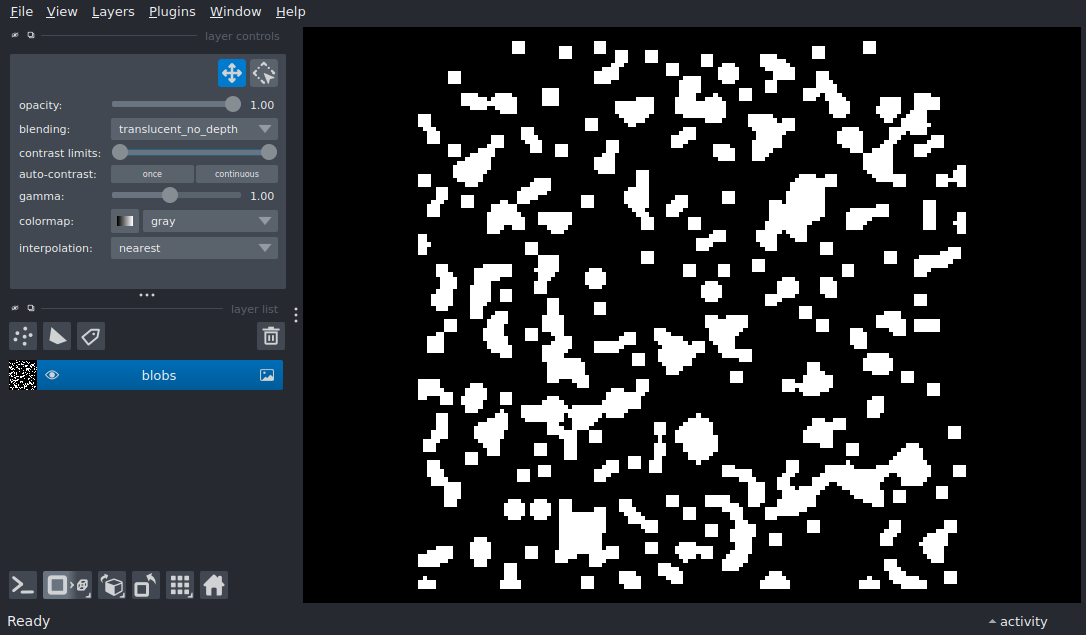 File View Layers Plugins Window Help
layer controls
opacity: 1.00
blending: translucent_no_depth
contrast limits:
auto-contrast: once continuous
gamma: 1.00
colormap: gray
interpolation: nearest
layer list
blobs
Ready activity